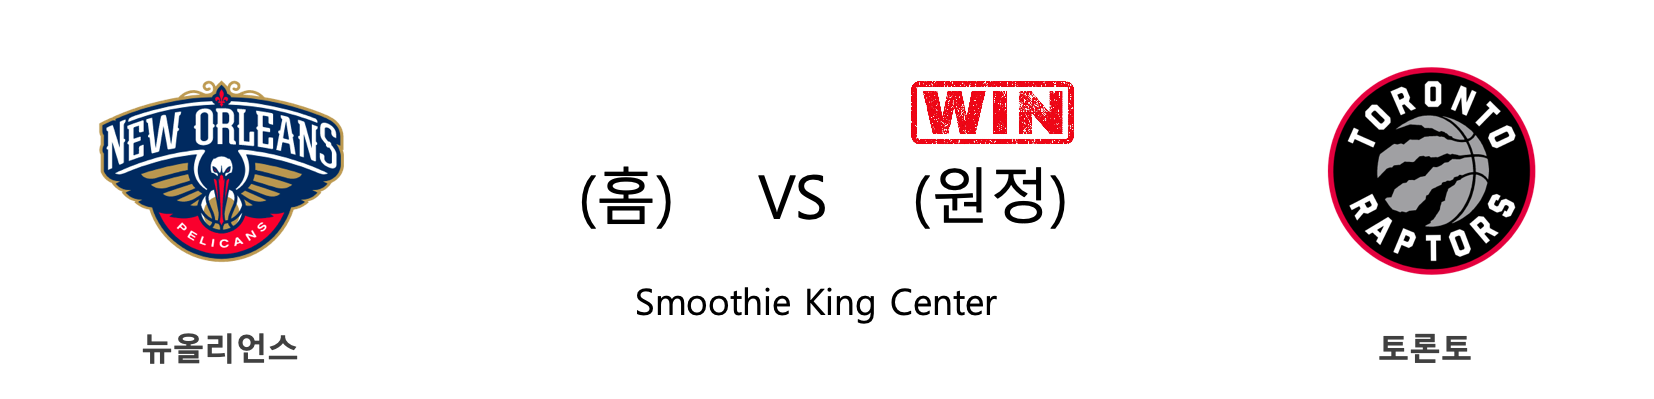 NEW ORLEANS
PELICANS
뉴올리언스
WIN
(홈) VS (원정)
Smoothie King Center
TORONTO
RAPTORS
토론토